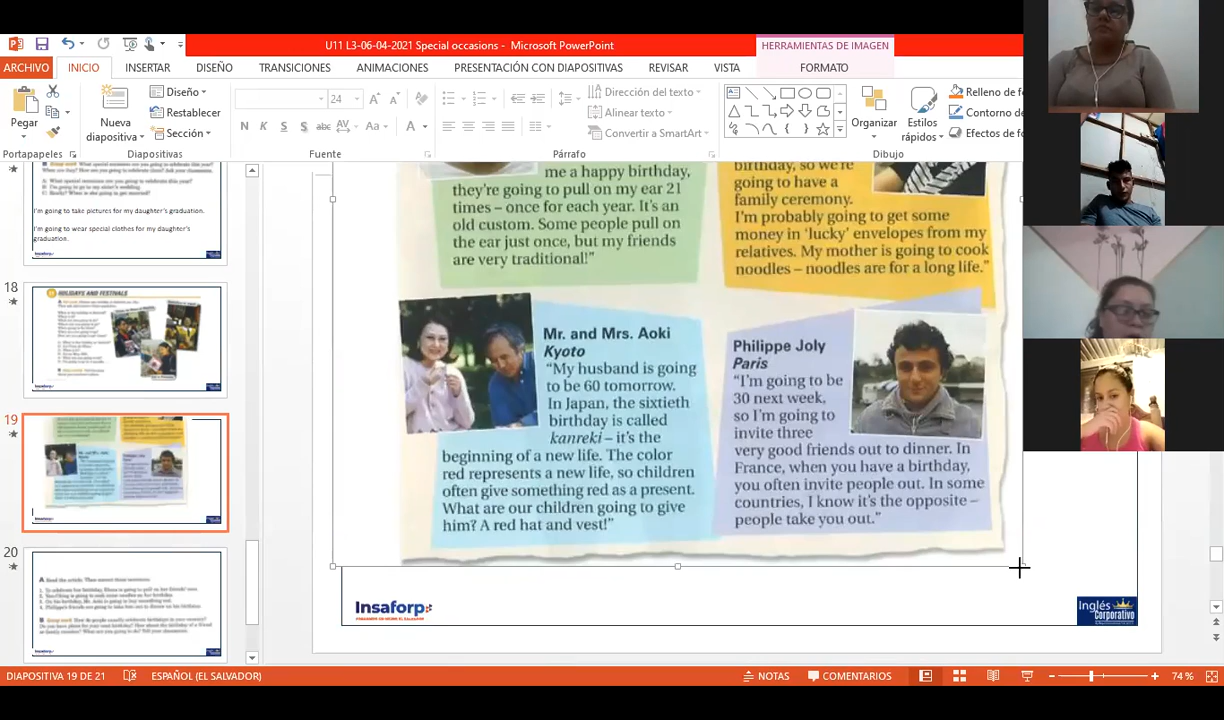 U11 L3-06-04-2021 Special occasions - Microsoft PowerPoint
HERRAMIENTAS DE IMAGEN
ARCHIVO
INICIO
INSERTAR
DISEÑO
TRANSICIONES
ANIMACIONES
PRESENTACIÓN CON DIAPOSITIVAS
REVISAR
VISTA
FORMATO
Pegar
Nueva
diapositiva
Diseño
Restablecer
Sección
24
N K S S abc AV Aa A
Dirección del texto
Alinear texto
Convertir a SmartArt
Organizar
Estilos
rápidos
Relleno de f
Contorno de
Efectos de fo
Portapapeles
Diapositivas
Fuente
Párrafo
Dibujo
I'm going to take pictures for my daughter's graduation.
I'm going to wear special clothes for my daughter's
graduation.
18
HOLIDAYS AND FESTIVALS
19
20
A Read the article. Then correct these sentences.
me a happy birthday,
they're going to pull on my ear 21
times – once for each year. It's an
old custom. Some people pull on
the ear just once, but my friends
are very traditional!"
birthday, so we're
going to have a
family ceremony.
I'm probably going to get some
money in 'lucky' envelopes from my
relatives. My mother is going to cook
noodles – noodles are for a long life."
Mr. and Mrs. Aoki
Kyoto
"My husband is going
to be 60 tomorrow.
In Japan, the sixtieth
birthday is called
kanreki – it's the
beginning of a new life. The color
red represents a new life, so children
often give something red as a present.
What are our children going to give
him? A red hat and vest!"
Philippe Joly
Paris
"I'm going to be
30 next week,
so I'm going to
invite three
very good friends out to dinner. In
France, when you have a birthday,
you often invite people out. In some
countries, I know it's the opposite –
people take you out."
Insaforp
Inglés
Corporativo
DIAPOSITIVA 19 DE 21
ESPAÑOL (EL SALVADOR)
NOTAS
COMENTARIOS
74 %